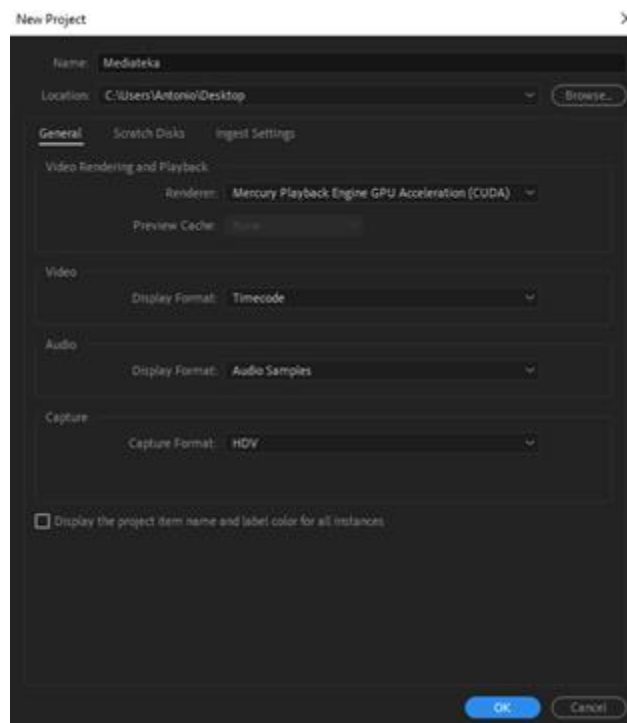 New Project
Name: Mediateka
Location: C:\Users\Antonio\Desktop Browse...
General Scratch Disks Ingest Settings
Video Rendering and Playback
Renderer: Mercury Playback Engine GPU Acceleration (CUDA)
Preview Cache: None
Video
Display Format: Timecode
Audio
Display Format: Audio Samples
Capture
Capture Format: HDV
Display the project item name and label color for all instances
OK Cancel